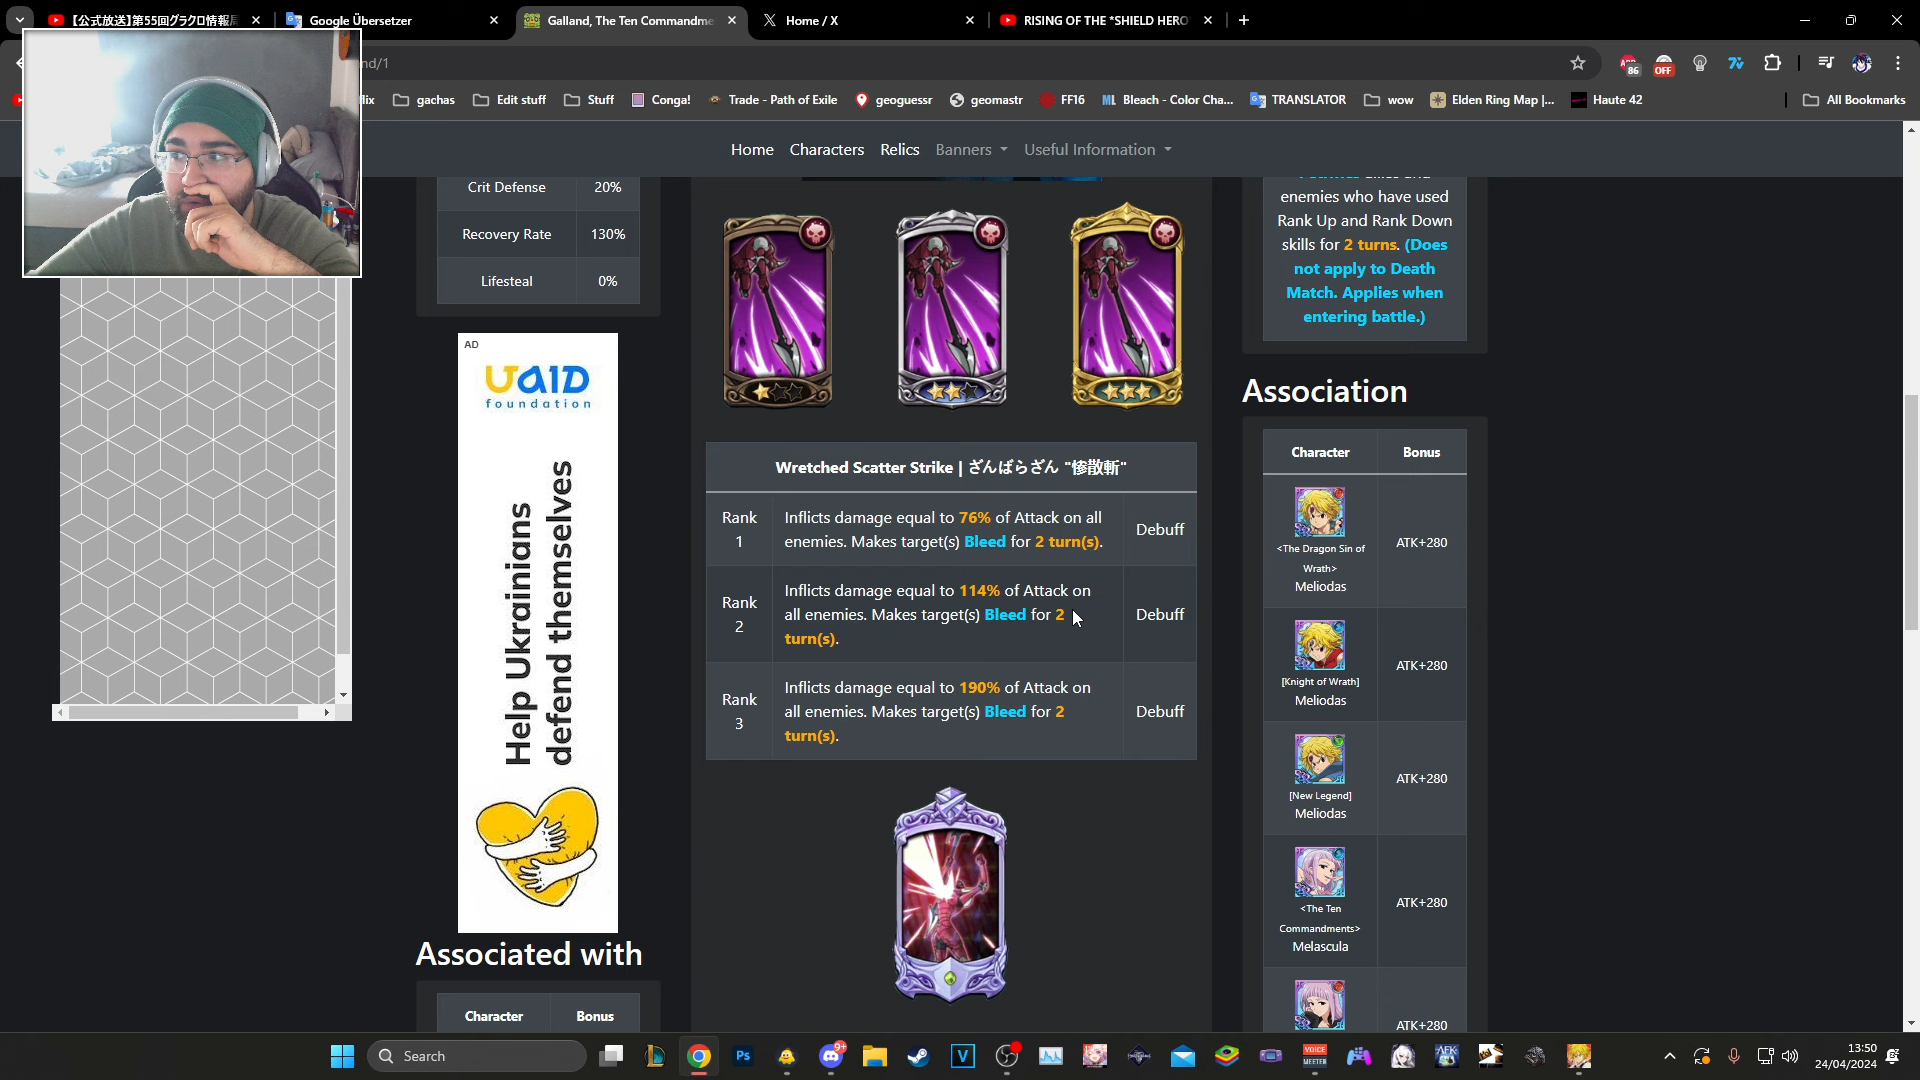 【公式放送】第55回グラクロ情報局
Google Übersetzer
Galland, The Ten Commandme
Home / X
RISING OF THE *SHIELD HERO
nd/1
86
OFF
lix
gachas
Edit stuff
Stuff
Conga!
Trade - Path of Exile
geoguessr
geomastr
FF16
ML Bleach - Color Cha...
TRANSLATOR
wow
Elden Ring Map |...
Haute 42
All Bookmarks
Home
Characters
Relics
Banners
Useful Information
Crit Defense 20%
Recovery Rate 130%
Lifesteal 0%
AD
UAID
foundation
Help Ukrainians
defend themselves
Associated with
Character Bonus
Wretched Scatter Strike | ざんばらざん "惨散斬"
Rank 1
Inflicts damage equal to 76% of Attack on all
enemies. Makes target(s) Bleed for 2 turn(s).
Debuff
Rank 2
Inflicts damage equal to 114% of Attack on
all enemies. Makes target(s) Bleed for 2
turn(s).
Debuff
Rank 3
Inflicts damage equal to 190% of Attack on
all enemies. Makes target(s) Bleed for 2
turn(s).
Debuff
enemies who have used
Rank Up and Rank Down
skills for 2 turns. (Does
not apply to Death
Match. Applies when
entering battle.)
Association
Character Bonus
<The Dragon Sin of
Wrath>
Meliodas
ATK+280
[Knight of Wrath]
Meliodas
ATK+280
[New Legend]
Meliodas
ATK+280
<The Ten
Commandments>
Melascula
ATK+280
ATK+280
Search
Ps
9+
V
VOICE
MEETER
AFK
13:50
24/04/2024